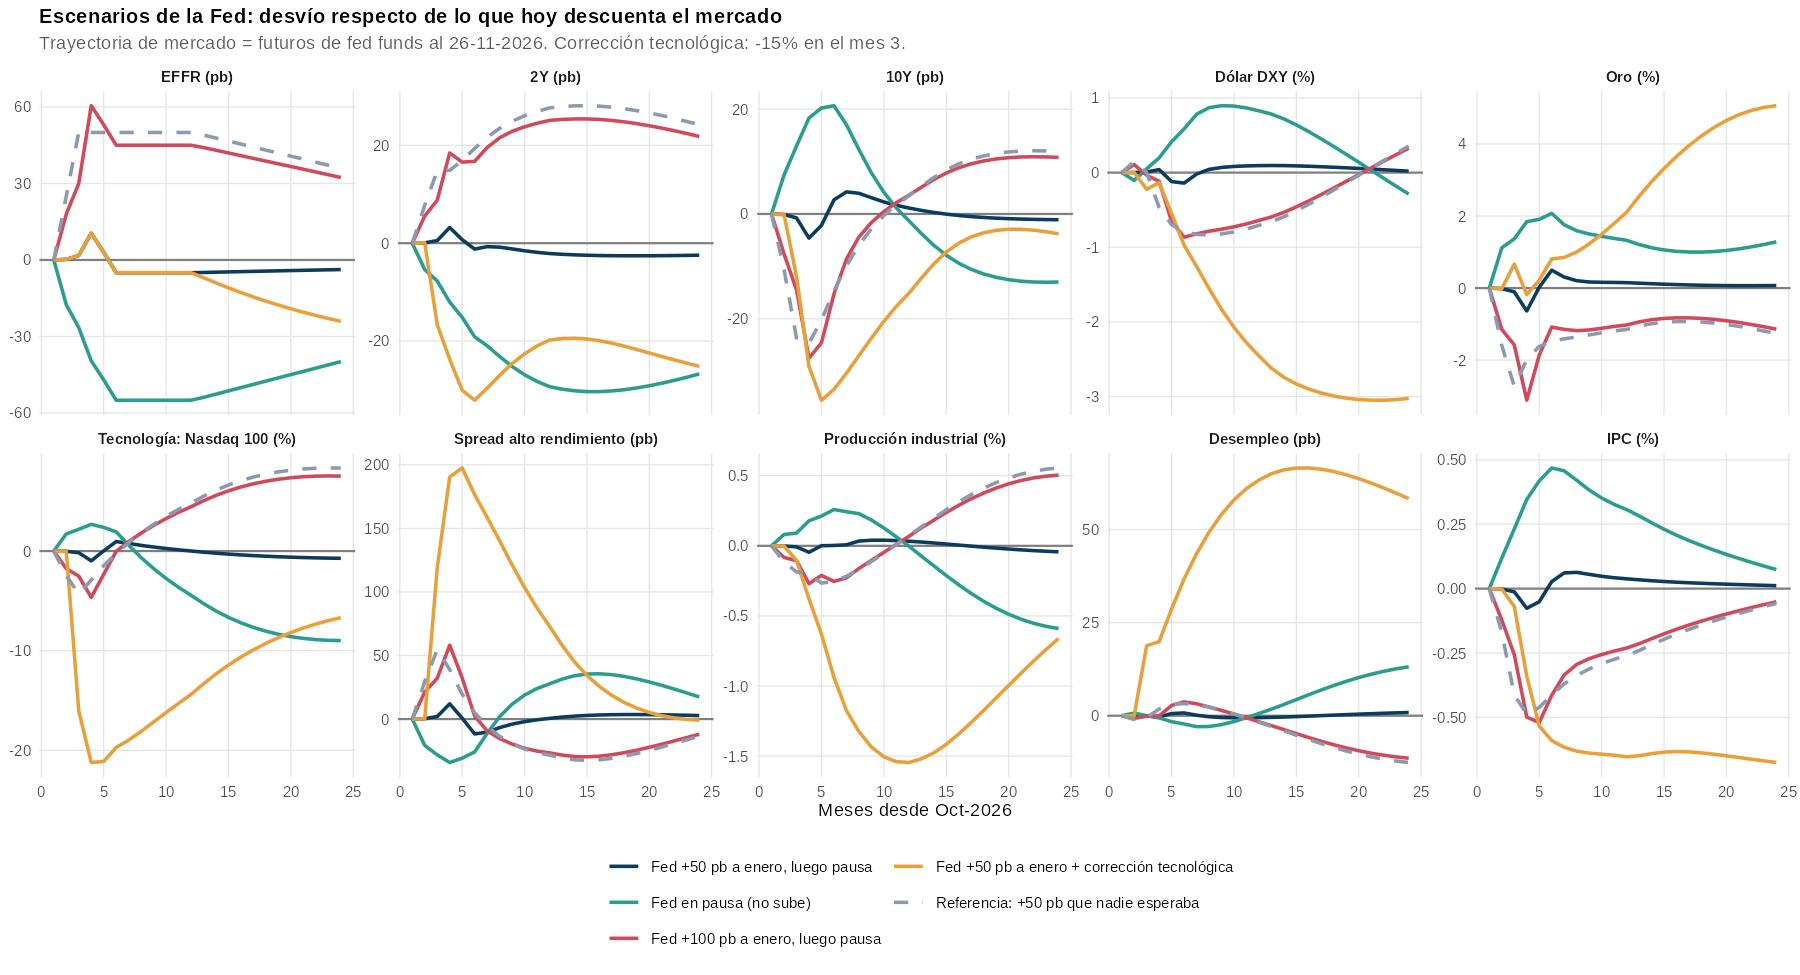 Escenarios de la Fed: desvío respecto de lo que hoy descuenta el mercado
Trayectoria de mercado = futuros de fed funds al 26-11-2026. Corrección tecnológica: -15% en el mes 3.
EFFR (pb)
2Y (pb)
10Y (pb)
Dólar DXY (%)
Oro (%)
60
30
0
-30
-60
20
0
-20
20
0
-20
1
0
-1
-2
-3
4
2
0
-2
Tecnología: Nasdaq 100 (%)
Spread alto rendimiento (pb)
Producción industrial (%)
Desempleo (pb)
IPC (%)
0
-10
-20
200
150
100
50
0
0.5
0.0
-0.5
-1.0
-1.5
50
25
0
0.50
0.25
0.00
-0.25
-0.50
0 5 10 15 20 25
0 5 10 15 20 25
0 5 10 15 20 25
0 5 10 15 20 25
0 5 10 15 20 25
Meses desde Oct-2026
Fed +50 pb a enero, luego pausa
Fed +50 pb a enero + corrección tecnológica
Fed en pausa (no sube)
Referencia: +50 pb que nadie esperaba
Fed +100 pb a enero, luego pausa